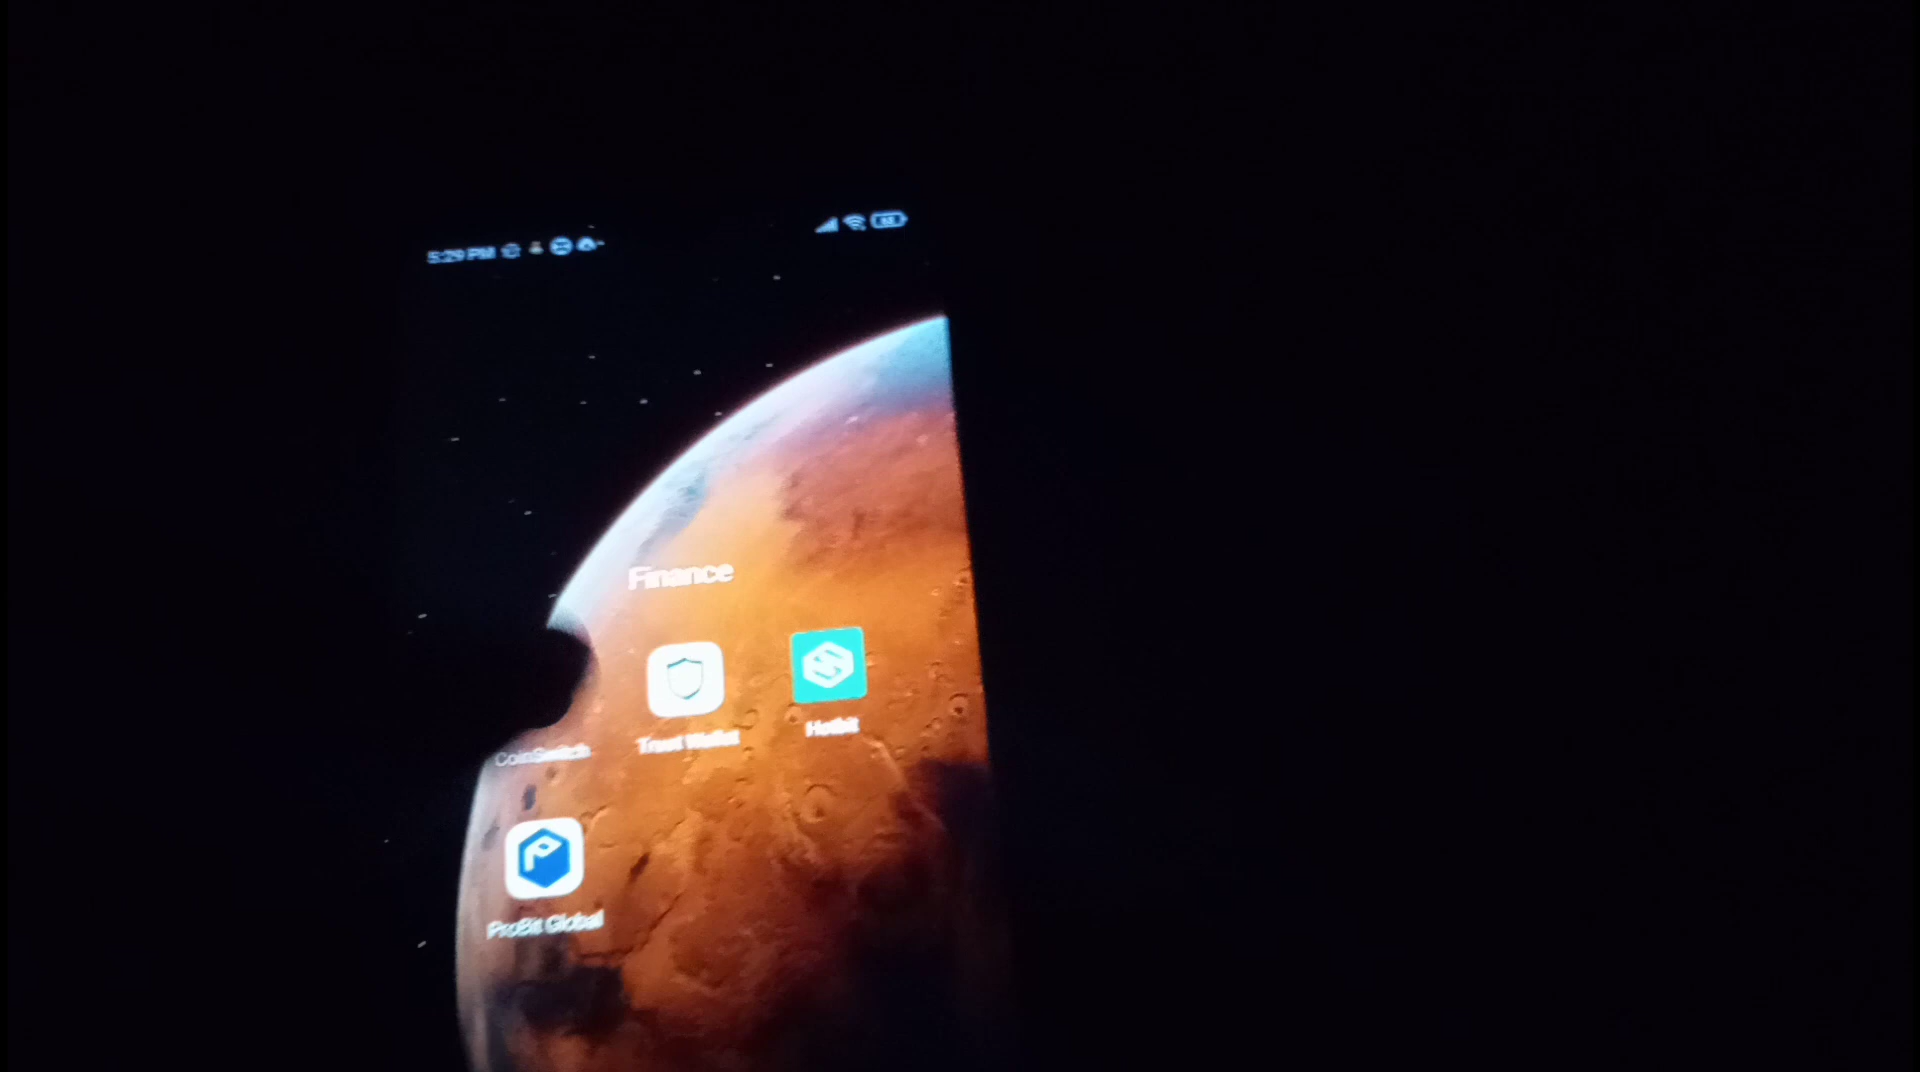 5:29 PM
Finance
CoinSwitch
Trust Wallet
Hotbit
ProBit Global